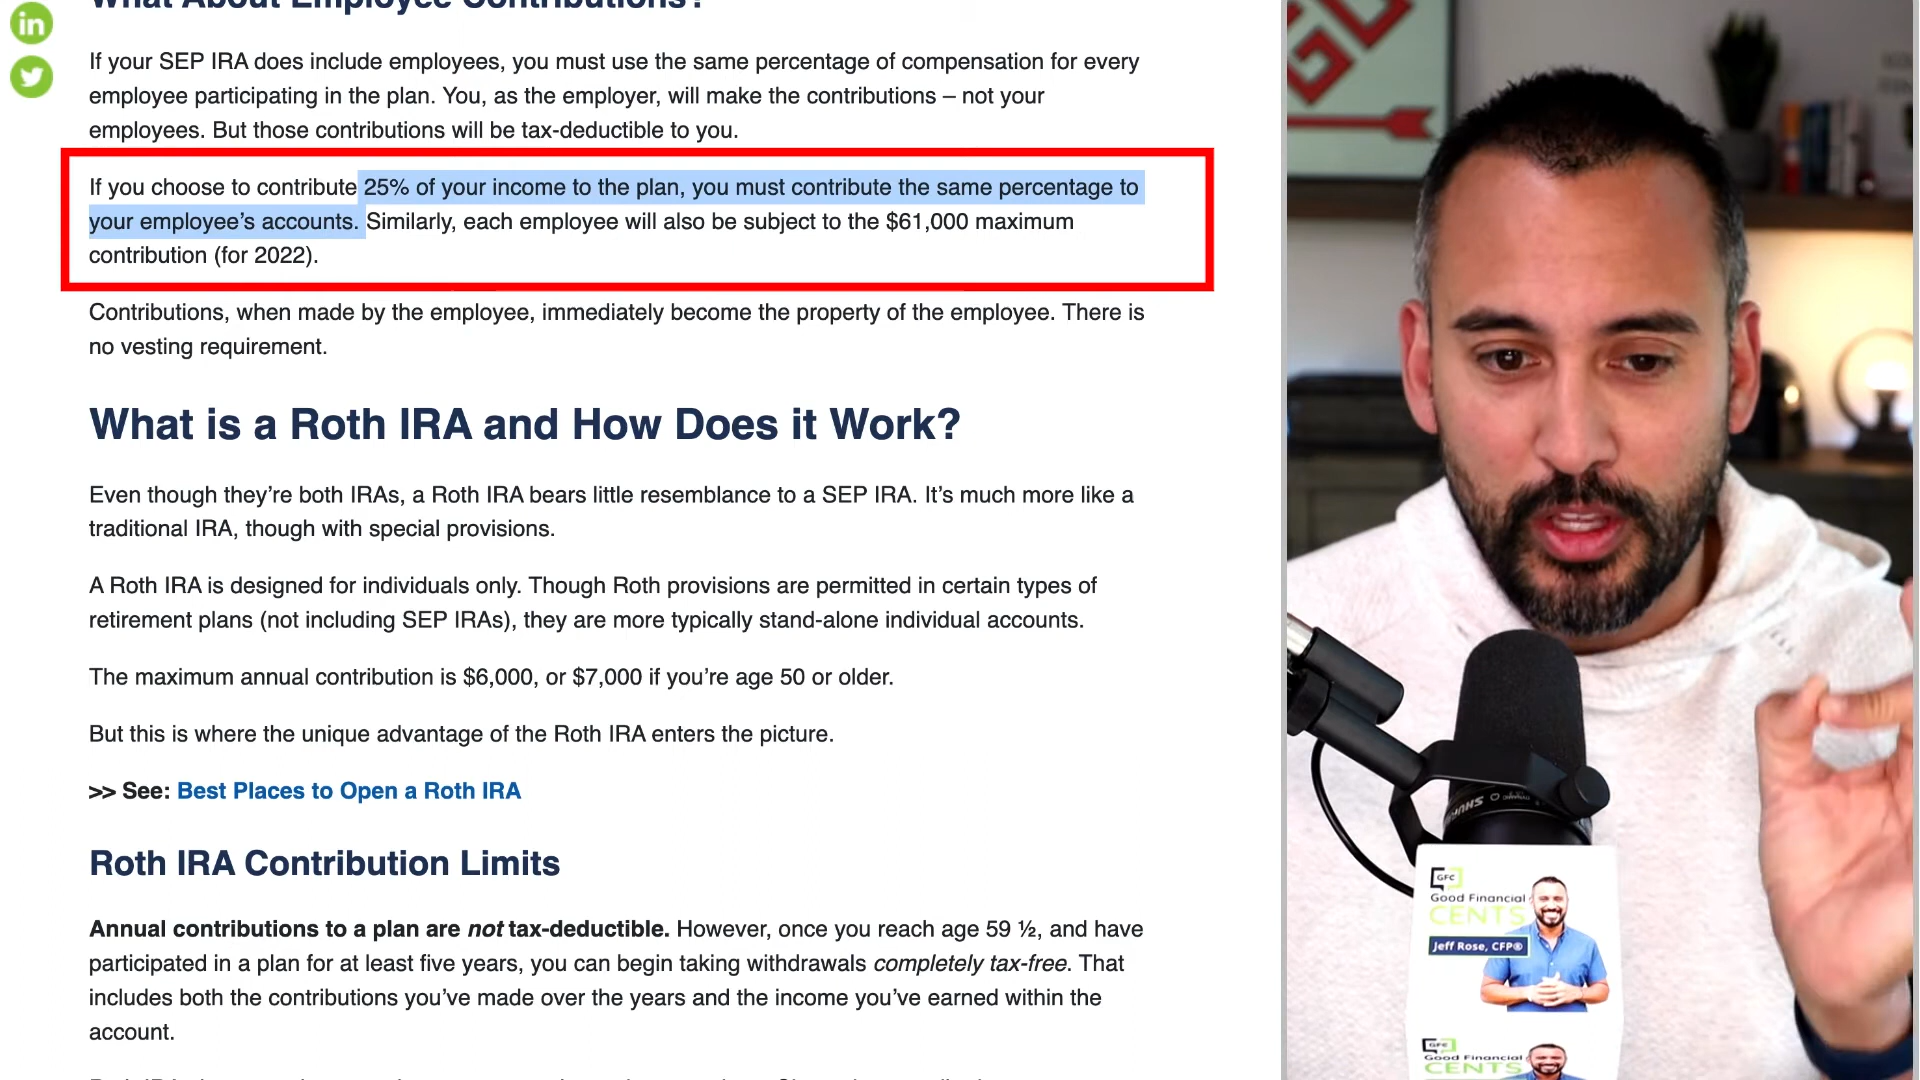 What About Employee Contributions?
If your SEP IRA does include employees, you must use the same percentage of compensation for every
employee participating in the plan. You, as the employer, will make the contributions – not your
employees. But those contributions will be tax-deductible to you.
If you choose to contribute 25% of your income to the plan, you must contribute the same percentage to
your employee’s accounts. Similarly, each employee will also be subject to the $61,000 maximum
contribution (for 2022).
Contributions, when made by the employee, immediately become the property of the employee. There is
no vesting requirement.
What is a Roth IRA and How Does it Work?
Even though they’re both IRAs, a Roth IRA bears little resemblance to a SEP IRA. It’s much more like a
traditional IRA, though with special provisions.
A Roth IRA is designed for individuals only. Though Roth provisions are permitted in certain types of
retirement plans (not including SEP IRAs), they are more typically stand-alone individual accounts.
The maximum annual contribution is $6,000, or $7,000 if you’re age 50 or older.
But this is where the unique advantage of the Roth IRA enters the picture.
>> See: Best Places to Open a Roth IRA
Roth IRA Contribution Limits
Annual contributions to a plan are not tax-deductible. However, once you reach age 59 ½, and have
participated in a plan for at least five years, you can begin taking withdrawals completely tax-free. That
includes both the contributions you’ve made over the years and the income you’ve earned within the
account.
in
GFC
Good Financial
CENTS
Jeff Rose, CFP®
GFC
Good Financial